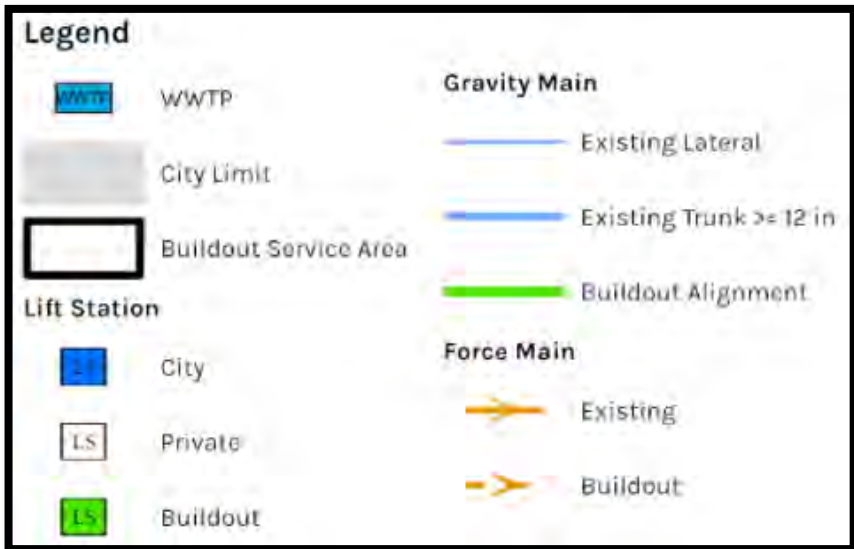 Legend
WWTP
WWTP
City Limit
Buildout Service Area
Lift Station
LS
City
LS
Private
LS
Buildout
Gravity Main
Existing Lateral
Existing Trunk >= 12 in
Buildout Alignment
Force Main
Existing
Buildout